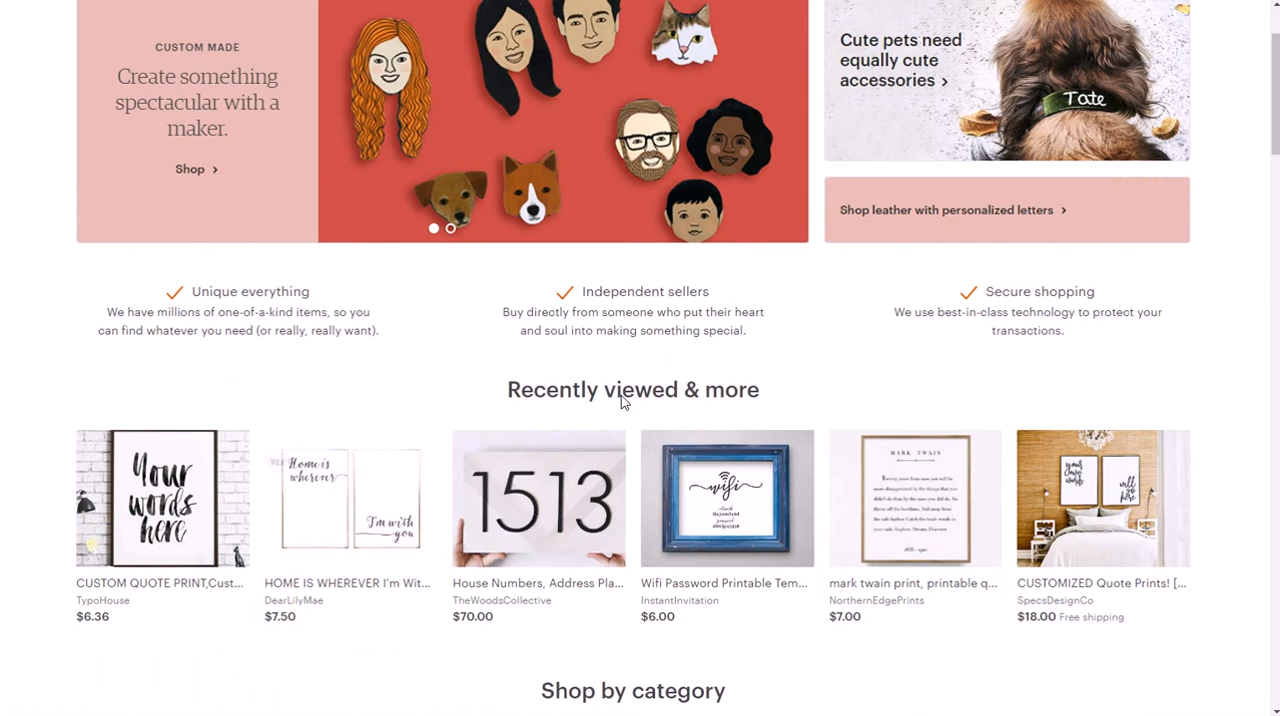 CUSTOM MADE
Create something
spectacular with a
maker.
Shop >
Cute pets need
equally cute
accessories >
Tate
Shop leather with personalized letters >
Unique everything
We have millions of one-of-a-kind items, so you
can find whatever you need (or really, really want).
Independent sellers
Buy directly from someone who put their heart
and soul into making something special.
Secure shopping
We use best-in-class technology to protect your
transactions.
Recently viewed & more
Your
words
here
Home is
wherever
I'm with
you
1513
wifi
MARK TWAIN
your
words
will
go
here
CUSTOM QUOTE PRINT,Cust...
TypoHouse
$6.36
HOME IS WHEREVER I'm Wit...
DearLilyMae
$7.50
House Numbers, Address Pla...
TheWoodsCollective
$70.00
Wifi Password Printable Tem...
InstantInvitation
$6.00
mark twain print, printable q...
NorthernEdgePrints
$7.00
CUSTOMIZED Quote Prints! [...
SpecsDesignCo
$18.00 Free shipping
Shop by category